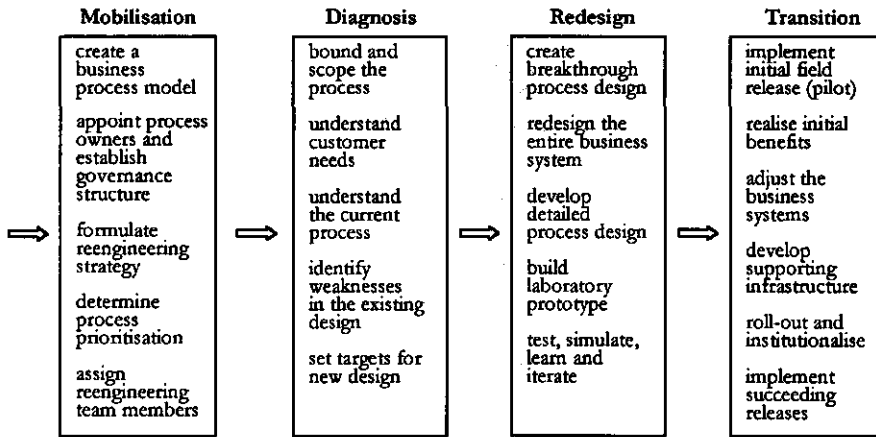 Mobilisation
create a
business
process model
appoint process
owners and
establish
governance
structure
formulate
reengineering
strategy
determine
process
prioritisation
assign
reengineering
team members
Diagnosis
bound and
scope the
process
understand
customer
needs
understand
the current
process
identify
weaknesses
in the existing
design
set targets for
new design
Redesign
create
breakthrough
process design
redesign the
entire business
system
develop
detailed
process design
build
laboratory
prototype
test, simulate,
learn and
iterate
Transition
implement
initial field
release (pilot)
realise initial
benefits
adjust the
business
systems
develop
supporting
infrastructure
roll-out and
institutionalise
implement
succeeding
releases